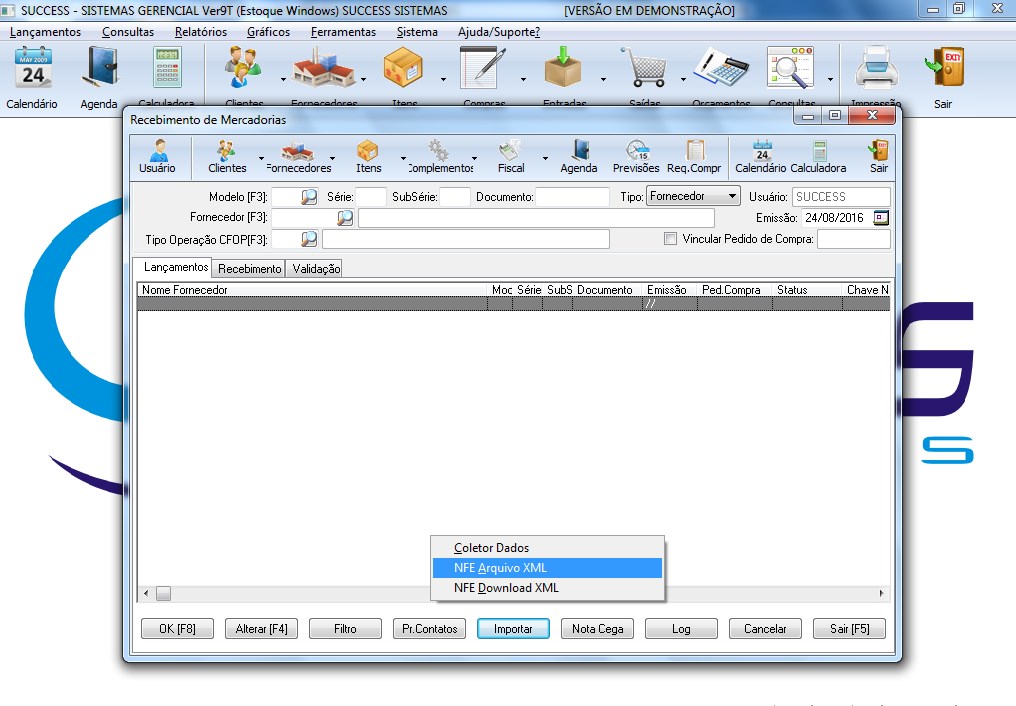 SUCCESS - SISTEMAS GERENCIAL Ver9T (Estoque Windows) SUCCESS SISTEMAS [VERSÃO EM DEMONSTRAÇÃO]
Lançamentos Consultas Relatórios Gráficos Ferramentas Sistema Ajuda/Suporte?
MAY 2009
24
EXIT
Calendário Agenda Calculadora Clientes Fornecedores Itens Compras Entradas Saídas Orçamentos Consultas Impressão Sair
Recebimento de Mercadorias
Usuário Clientes Fornecedores Itens Complementos Fiscal Agenda Previsões Req.Compr Calendário Calculadora Sair
Modelo [F3]: Série: SubSérie: Documento: Tipo: Fornecedor Usuário: SUCCESS
Fornecedor [F3]: Emissão: 24/08/2016
Tipo Operação CFOP[F3]: Vincular Pedido de Compra:
Lançamentos Recebimento Validação
Nome Fornecedor Moc Série SubS Documento Emissão Ped.Compra Status Chave N
//
Coletor Dados
NFE Arquivo XML
NFE Download XML
OK [F8] Alterar [F4] Filtro Pr.Contatos Importar Nota Cega Log Cancelar Sair [F5]
S
S